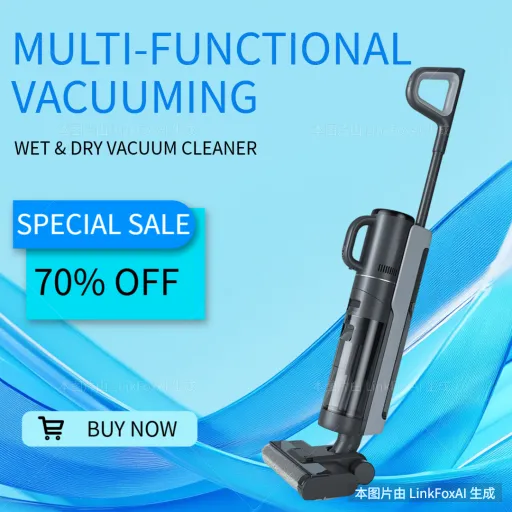 MULTI-FUNCTIONAL
VACUUMING
WET & DRY VACUUM CLEANER
SPECIAL SALE
70% OFF
BUY NOW
本图片由 LinkFoxAI 生成